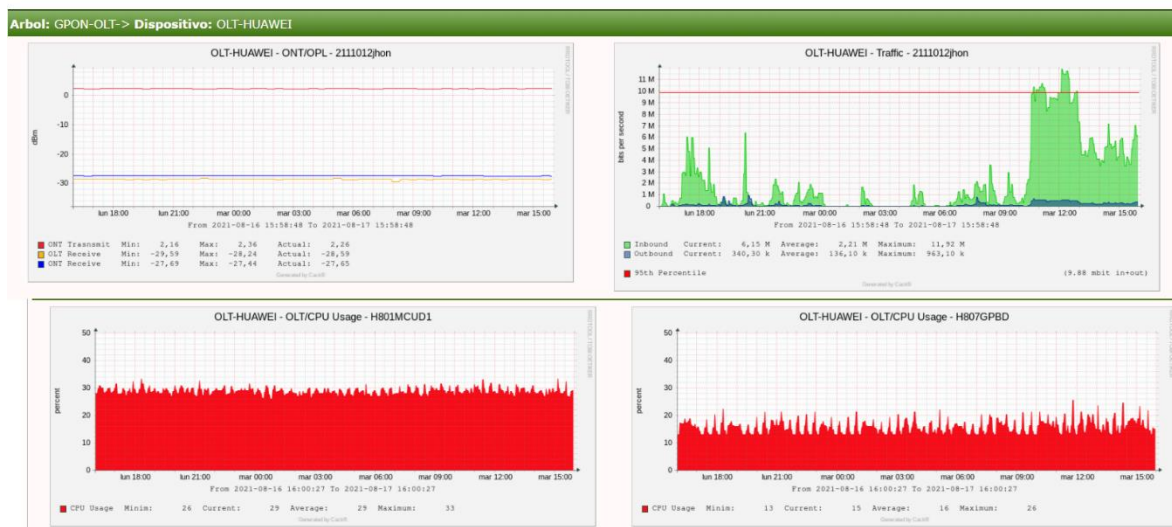 Arbol: GPON-OLT-> Dispositivo: OLT-HUAWEI
OLT-HUAWEI - ONT/OPL - 2111012jhon
dBm
0
-10
-20
-30
lun 18:00 lun 21:00 mar 00:00 mar 03:00 mar 06:00 mar 09:00 mar 12:00 mar 15:00
From 2021-08-16 15:58:48 To 2021-08-17 15:58:48
ONT Transmit Min: 2,16 Max: 2,36 Actual: 2,26
OLT Receive Min: -29,59 Max: -28,24 Actual: -28,59
ONT Receive Min: -27,69 Max: -27,44 Actual: -27,65
Generated by Cacti®
OLT-HUAWEI - Traffic - 2111012jhon
bits per second
11 M
10 M
9 M
8 M
7 M
6 M
5 M
4 M
3 M
2 M
1 M
0
lun 18:00 lun 21:00 mar 00:00 mar 03:00 mar 06:00 mar 09:00 mar 12:00 mar 15:00
From 2021-08-16 15:58:48 To 2021-08-17 15:58:48
Inbound Current: 6,15 M Average: 2,21 M Maximum: 11,92 M
Outbound Current: 340,30 k Average: 136,10 k Maximum: 963,10 k
95th Percentile (9.88 mbit in+out)
Generated by Cacti®
OLT-HUAWEI - OLT/CPU Usage - H801MCUD1
percent
50
40
30
20
10
0
lun 18:00 lun 21:00 mar 00:00 mar 03:00 mar 06:00 mar 09:00 mar 12:00 mar 15:00
From 2021-08-16 16:00:27 To 2021-08-17 16:00:27
CPU Usage Minim: 26 Current: 29 Average: 29 Maximum: 33
Generated by Cacti®
OLT-HUAWEI - OLT/CPU Usage - H807GPBD
percent
50
40
30
20
10
0
lun 18:00 lun 21:00 mar 00:00 mar 03:00 mar 06:00 mar 09:00 mar 12:00 mar 15:00
From 2021-08-16 16:00:27 To 2021-08-17 16:00:27
CPU Usage Minim: 13 Current: 15 Average: 16 Maximum: 26
Generated by Cacti®